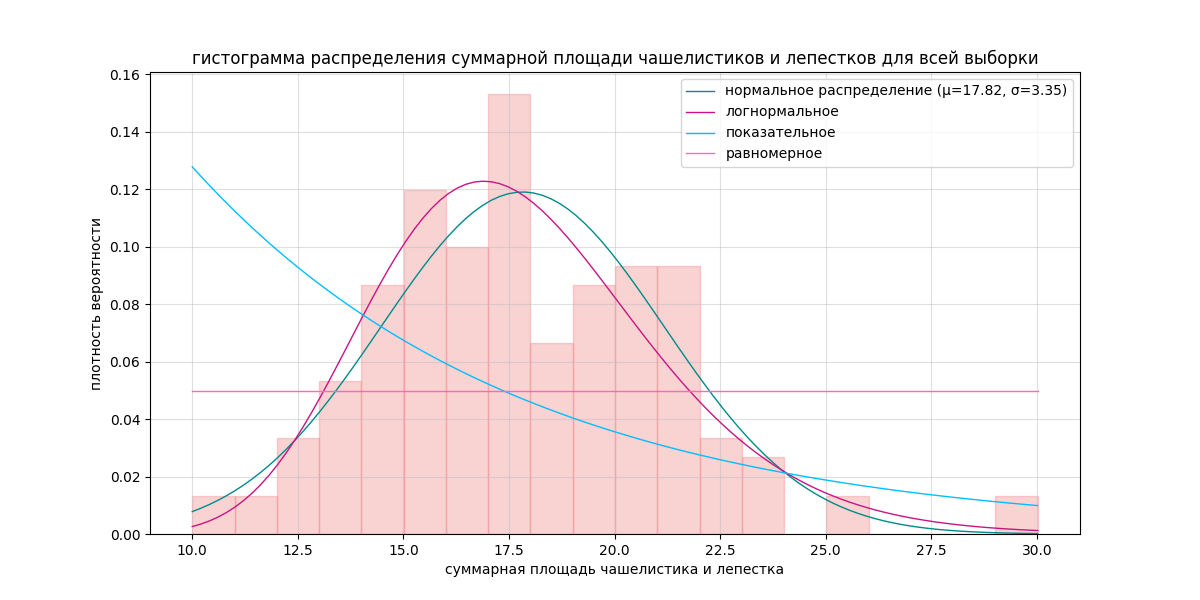 гистограмма распределения суммарной площади чашелистиков и лепестков для всей выборки
нормальное распределение (μ=17.82, σ=3.35)
логнормальное
показательное
равномерное
плотность вероятности
0.16
0.14
0.12
0.10
0.08
0.06
0.04
0.02
0.00
10.0 12.5 15.0 17.5 20.0 22.5 25.0 27.5 30.0
суммарная площадь чашелистика и лепестка